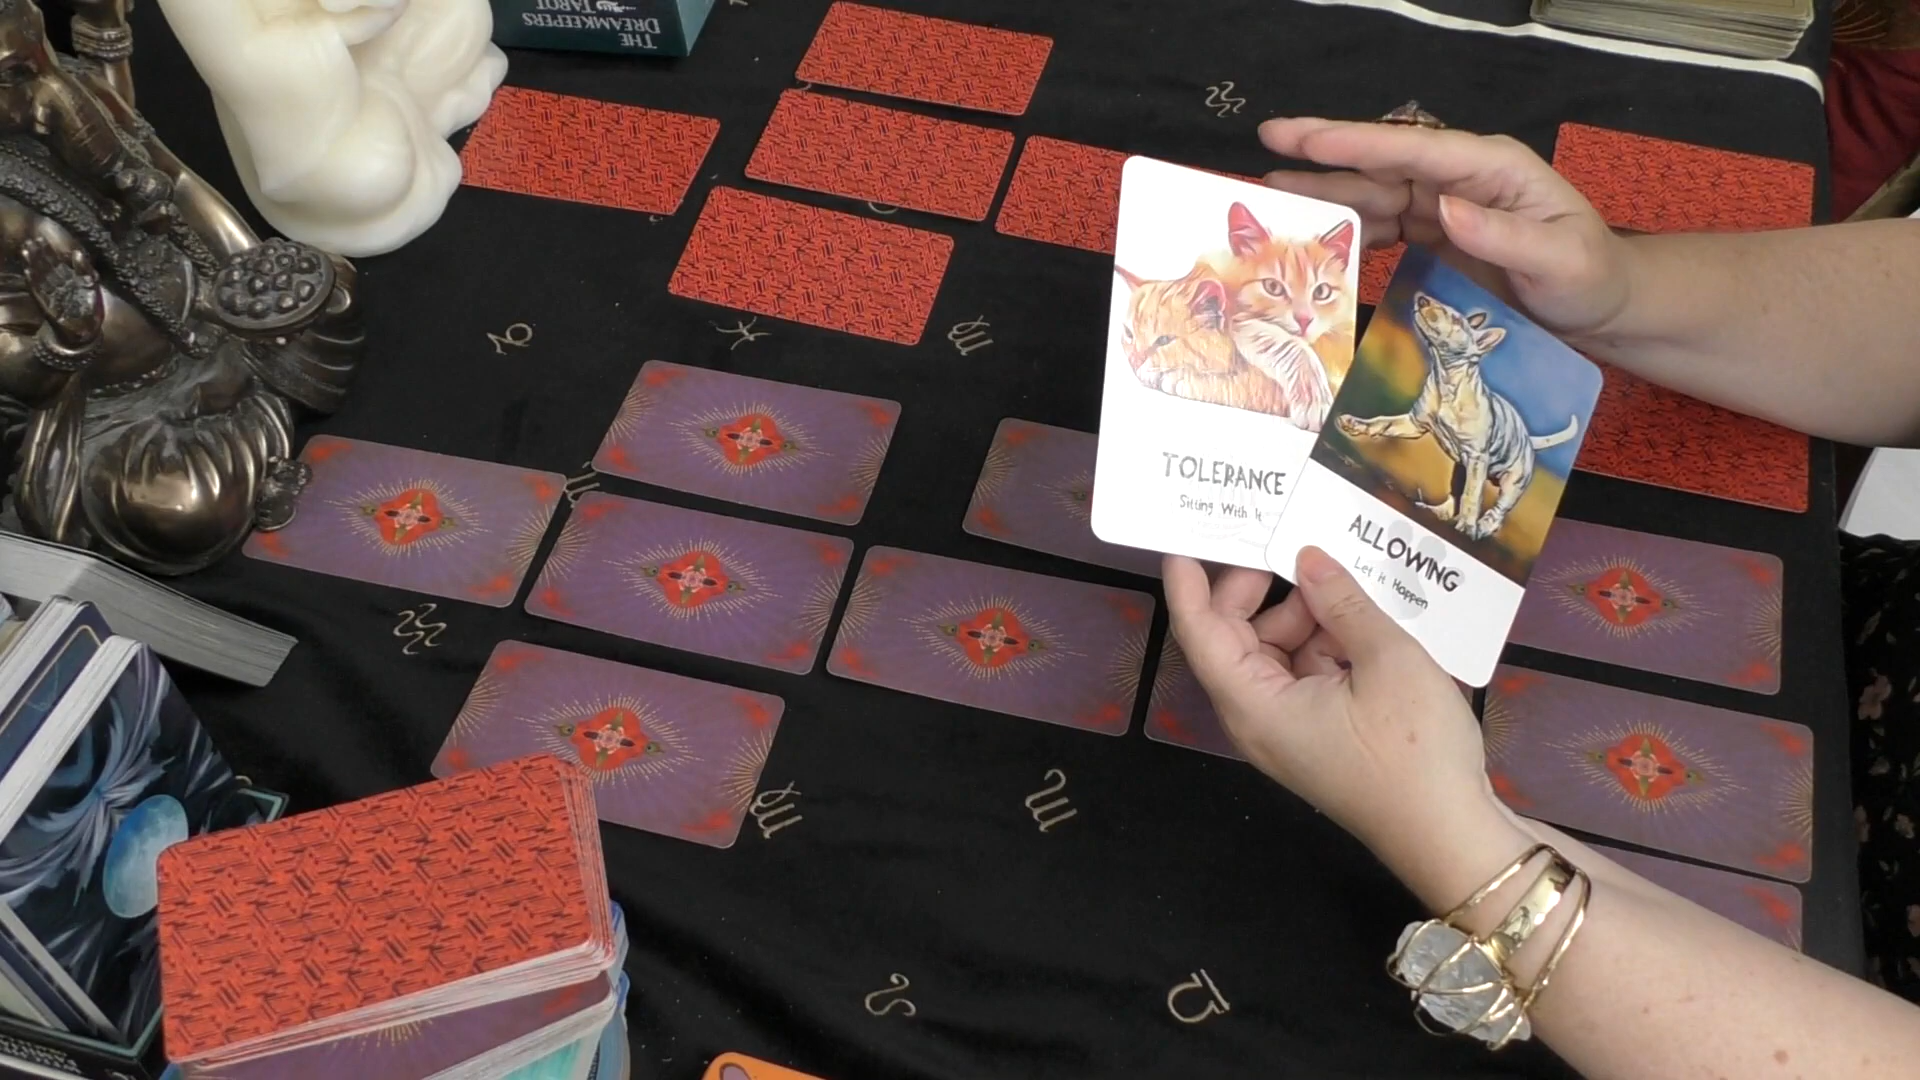 THE
DREAMKEEPERS
TAROT
TOLERANCE
Sitting With It
ALLOWING
Let it Happen